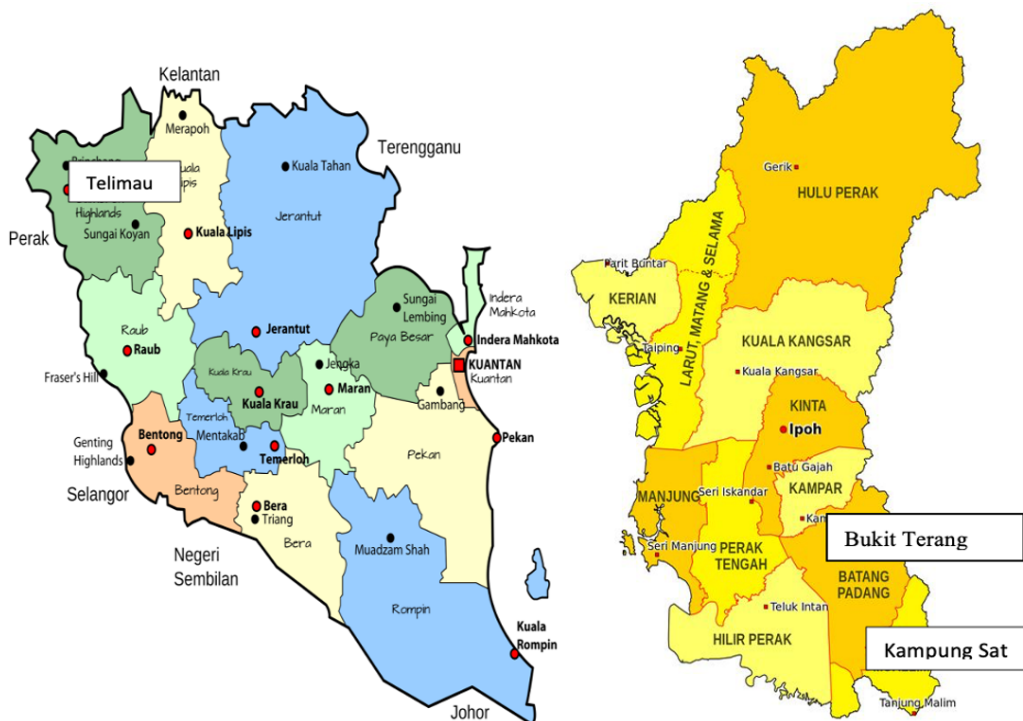 Kelantan
Merapoh
Terengganu
Kuala Tahan
Telimau
Highlands
Sungai Koyan
Perak
Kuala Lipis
Jerantut
Sungai
Lembing
Indera
Mahkota
Paya Besar
Raub
Raub
Jerantut
Indera Mahkota
KUANTAN
Kuantan
Fraser's Hill
Kuala Krau
Kuala Krau
Jengka
Maran
Maran
Gambang
Temerloh
Mentakab
Temerloh
Bentong
Genting
Highlands
Pekan
Pekan
Selangor
Bentong
Bera
Triang
Bera
Negeri
Sembilan
Muadzam Shah
Rompin
Kuala
Rompin
Johor
Gerik
HULU PERAK
LARUT, MATANG & SELAMA
Parit Buntar
KERIAN
Taiping
KUALA KANGSAR
Kuala Kangsar
KINTA
Ipoh
Batu Gajah
KAMPAR
MANJUNG
Seri Iskandar
Bukit Terang
Seri Manjung
PERAK
TENGAH
BATANG
PADANG
Teluk Intan
HILIR PERAK
Kampung Sat
Tanjung Malim